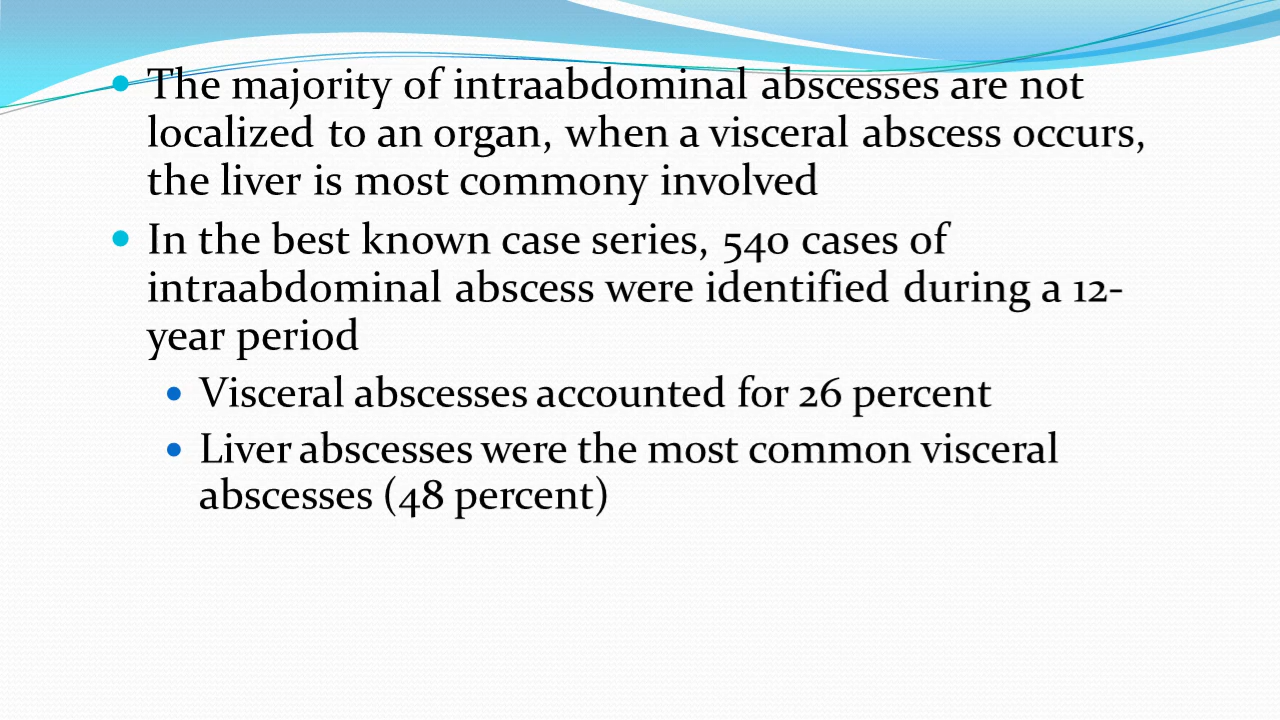 • The majority of intraabdominal abscesses are not
localized to an organ, when a visceral abscess occurs,
the liver is most commony involved
• In the best known case series, 540 cases of
intraabdominal abscess were identified during a 12-
year period
• Visceral abscesses accounted for 26 percent
• Liver abscesses were the most common visceral
abscesses (48 percent)